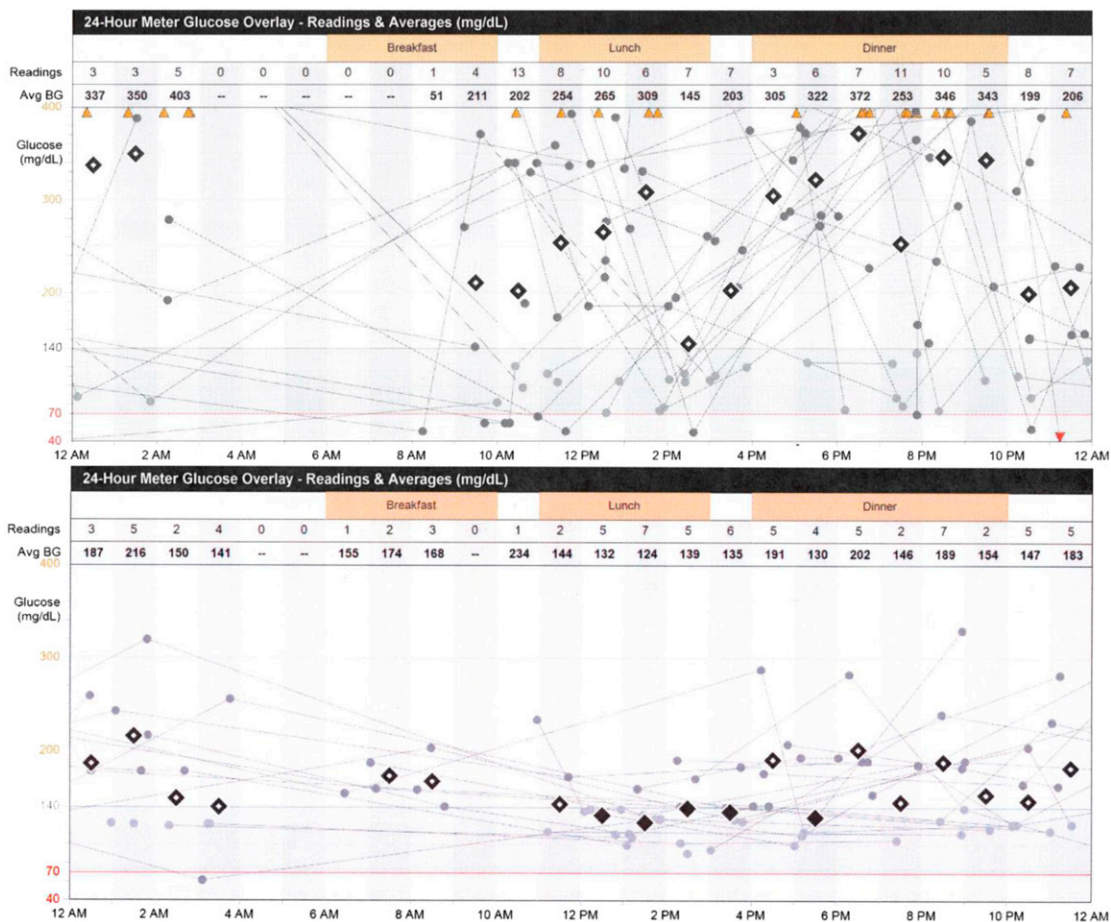 24-Hour Meter Glucose Overlay - Readings & Averages (mg/dL)
Breakfast Lunch Dinner
Readings 3 3 5 0 0 0 0 0 1 4 13 8 10 6 7 7 3 6 7 11 10 5 8 7
Avg BG 337 350 403 -- -- -- -- -- 51 211 202 254 265 309 145 203 305 322 372 253 346 343 199 206
400
Glucose
(mg/dL)
300
200
140
70
40
12 AM 2 AM 4 AM 6 AM 8 AM 10 AM 12 PM 2 PM 4 PM 6 PM 8 PM 10 PM 12 AM
24-Hour Meter Glucose Overlay - Readings & Averages (mg/dL)
Breakfast Lunch Dinner
Readings 3 5 2 4 0 0 1 2 3 0 1 2 5 7 5 6 5 4 5 2 7 2 5 5
Avg BG 187 216 150 141 -- -- 155 174 168 -- 234 144 132 124 139 135 191 130 202 146 189 154 147 183
400
Glucose
(mg/dL)
300
200
140
70
40
12 AM 2 AM 4 AM 6 AM 8 AM 10 AM 12 PM 2 PM 4 PM 6 PM 8 PM 10 PM 12 AM